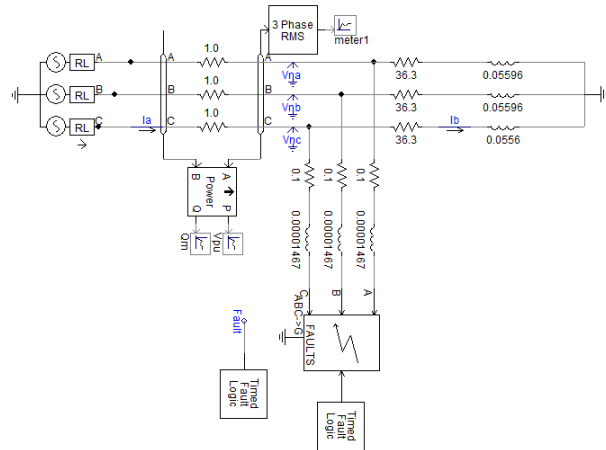 3 Phase
RMS
meter1
RL
A
RL
B
RL
C
A
1.0
A
B
1.0
B
C
1.0
C
Ia
Vna
Vnb
Vnc
36.3
0.05596
36.3
0.05596
36.3
Ib
0.0556
B
A
Power
Q
P
Qm
Vpu
0.1
0.1
0.1
0.00001467
0.00001467
0.00001467
C
B
A
ABC->G
FAULTS
Fault
Timed
Fault
Logic
Timed
Fault
Logic